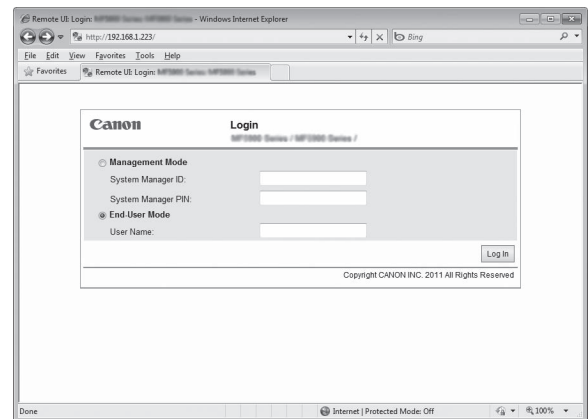 Remote UI: Login: - Windows Internet Explorer
http://192.168.1.223/
Bing
File Edit View Favorites Tools Help
Favorites
Remote UI: Login:
Canon
Login
Management Mode
System Manager ID:
System Manager PIN:
End-User Mode
User Name:
Log In
Copyright CANON INC. 2011 All Rights Reserved
Done
Internet | Protected Mode: Off
100%